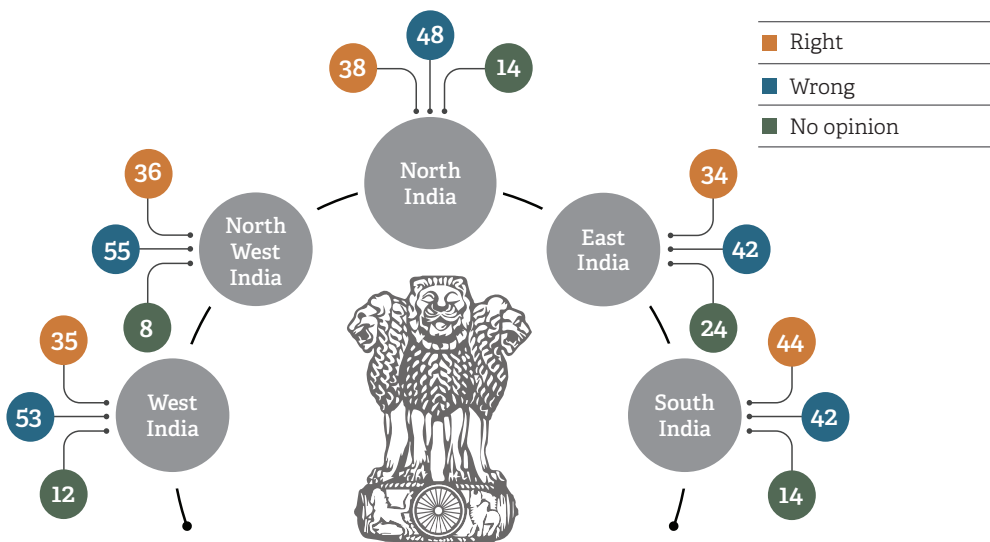 48
38
14
Right
Wrong
No opinion
North
India
36
55
8
North
West
India
34
42
24
East
India
35
53
12
West
India
44
42
14
South
India